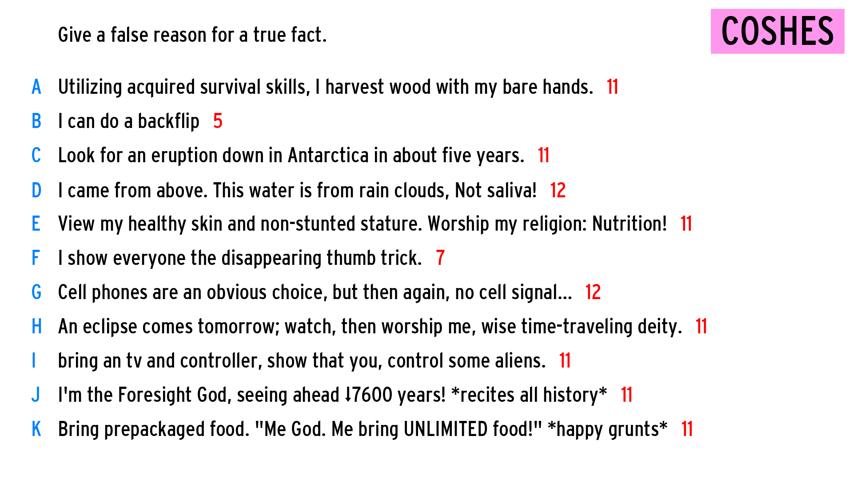 Give a false reason for a true fact.
COSHES
A Utilizing acquired survival skills, I harvest wood with my bare hands. 11
B I can do a backflip 5
C Look for an eruption down in Antarctica in about five years. 11
D I came from above. This water is from rain clouds, Not saliva! 12
E View my healthy skin and non-stunted stature. Worship my religion: Nutrition! 11
F I show everyone the disappearing thumb trick. 7
G Cell phones are an obvious choice, but then again, no cell signal... 12
H An eclipse comes tomorrow; watch, then worship me, wise time-traveling deity. 11
I bring an tv and controller, show that you, control some aliens. 11
J I'm the Foresight God, seeing ahead ⇂7600 years! *recites all history* 11
K Bring prepackaged food. "Me God. Me bring UNLIMITED food!" *happy grunts* 11